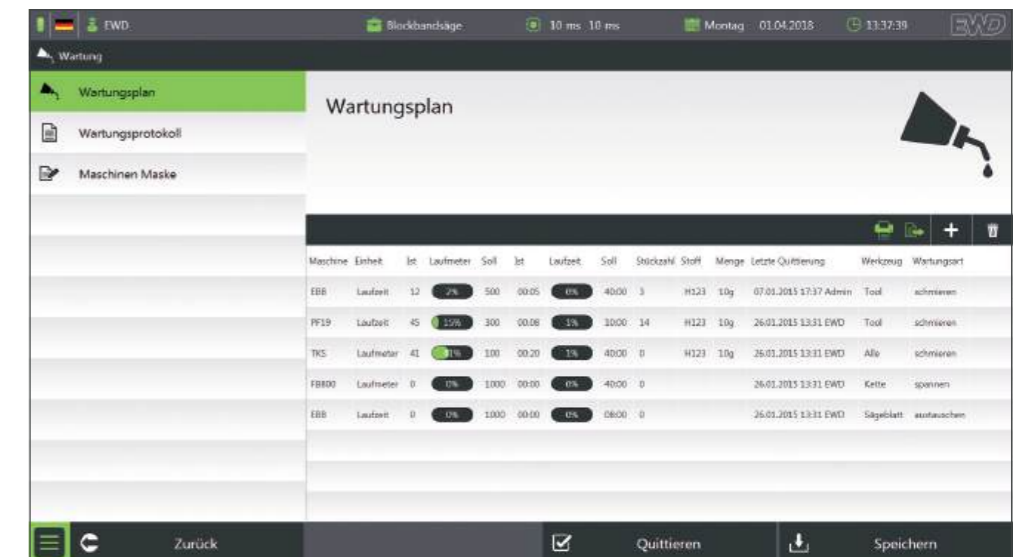 EWD Blockbandsäge 10 ms 10 ms Montag 01.04.2018 13:37:39 EWD
Wartung
Wartungsplan
Wartungsprotokoll
Maschinen Maske
Wartungsplan
Maschine Einheit Ist Laufmeter Soll Ist Laufzeit Soll Stückzahl Stoff Menge Letzte Quittierung Werkzeug Wartungsart
EBB Laufzeit 12 2% 500 00:05 0% 40:00 3 H123 10g 07.01.2015 17:37 Admin Tool schmieren
PF19 Laufzeit 45 15% 300 00:08 1% 10:00 14 H123 10g 26.01.2015 13:31 EWD Tool schmieren
TKS Laufmeter 41 41% 100 00:20 1% 40:00 0 H123 10g 26.01.2015 13:31 EWD Alle schmieren
FB800 Laufmeter 0 0% 1000 00:00 0% 40:00 0 26.01.2015 13:31 EWD Kette spannen
EBB Laufzeit 0 0% 1000 00:00 0% 08:00 0 26.01.2015 13:31 EWD Sägeblatt austauschen
Zurück Quittieren Speichern